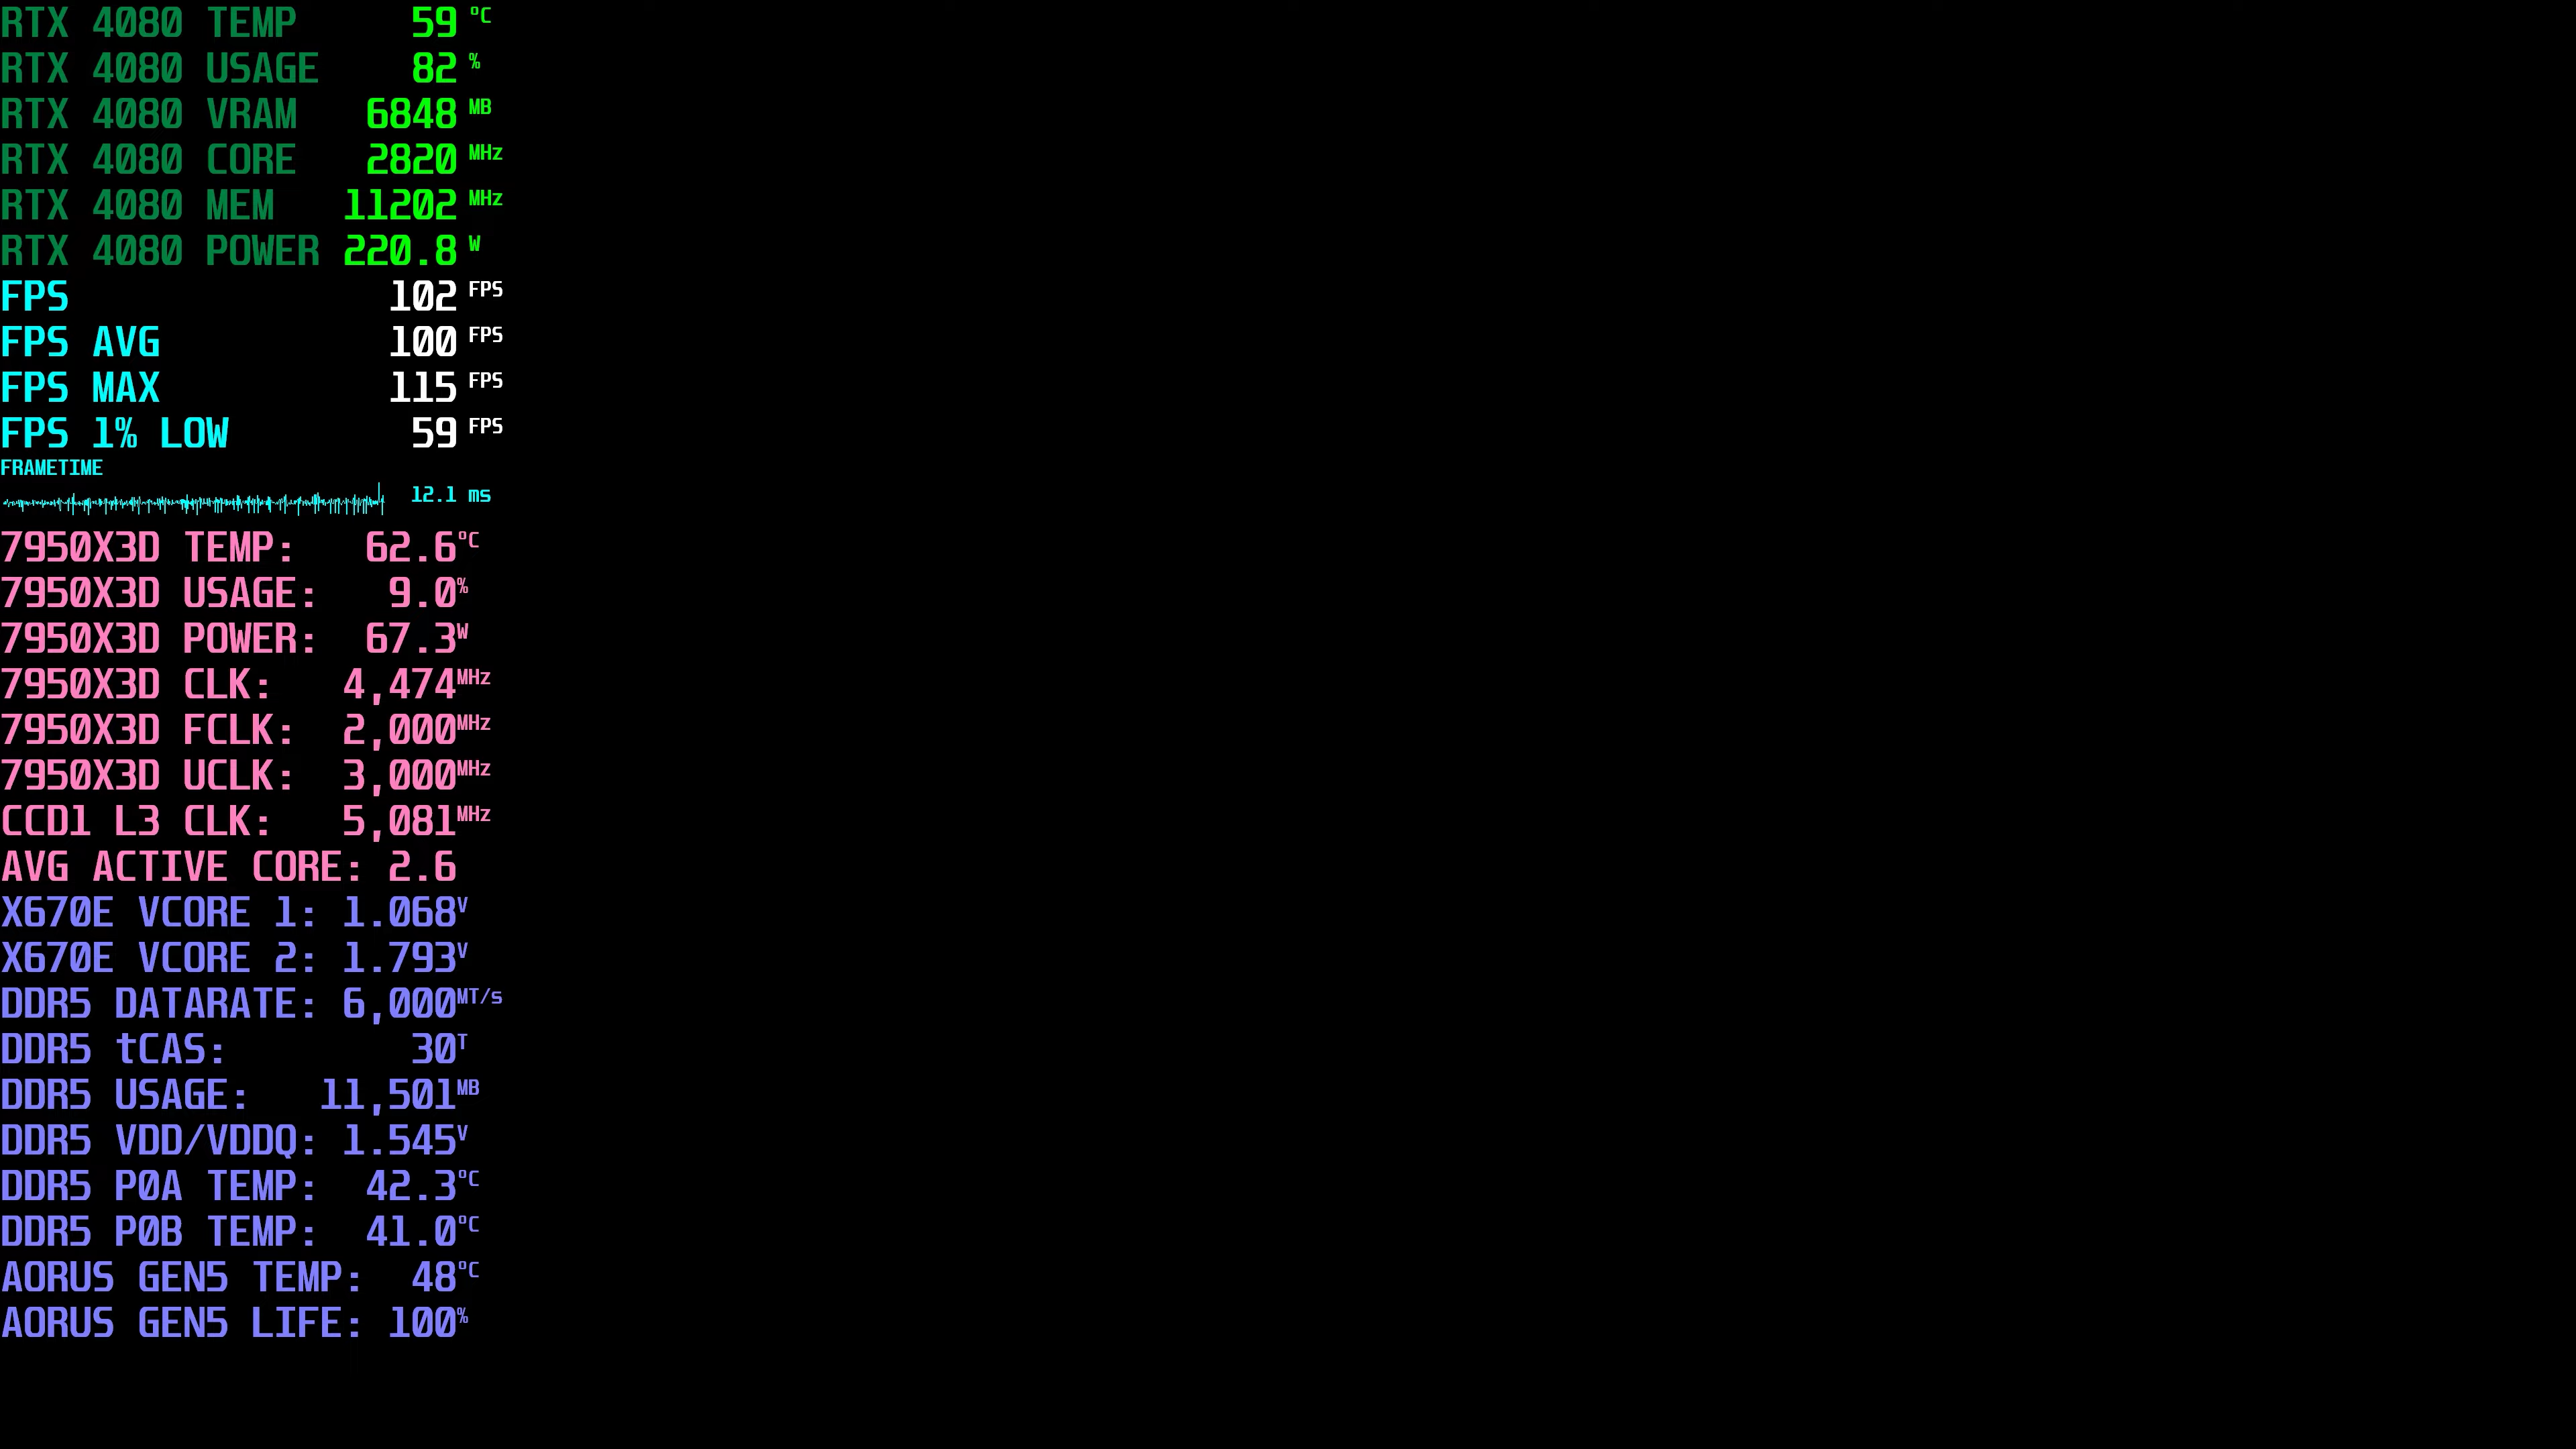 RTX 4080 TEMP 59 °C
RTX 4080 USAGE 82 %
RTX 4080 VRAM 6848 MB
RTX 4080 CORE 2820 MHz
RTX 4080 MEM 11202 MHz
RTX 4080 POWER 220.8 W
FPS 102 FPS
FPS AVG 100 FPS
FPS MAX 115 FPS
FPS 1% LOW 59 FPS
FRAMETIME
12.1 ms
7950X3D TEMP: 62.6°C
7950X3D USAGE: 9.0%
7950X3D POWER: 67.3W
7950X3D CLK: 4,474MHz
7950X3D FCLK: 2,000MHz
7950X3D UCLK: 3,000MHz
CCD1 L3 CLK: 5,081MHz
AVG ACTIVE CORE: 2.6
X670E VCORE 1: 1.068V
X670E VCORE 2: 1.793V
DDR5 DATARATE: 6,000MT/s
DDR5 tCAS: 30T
DDR5 USAGE: 11,501MB
DDR5 VDD/VDDQ: 1.545V
DDR5 P0A TEMP: 42.3°C
DDR5 P0B TEMP: 41.0°C
AORUS GEN5 TEMP: 48°C
AORUS GEN5 LIFE: 100%